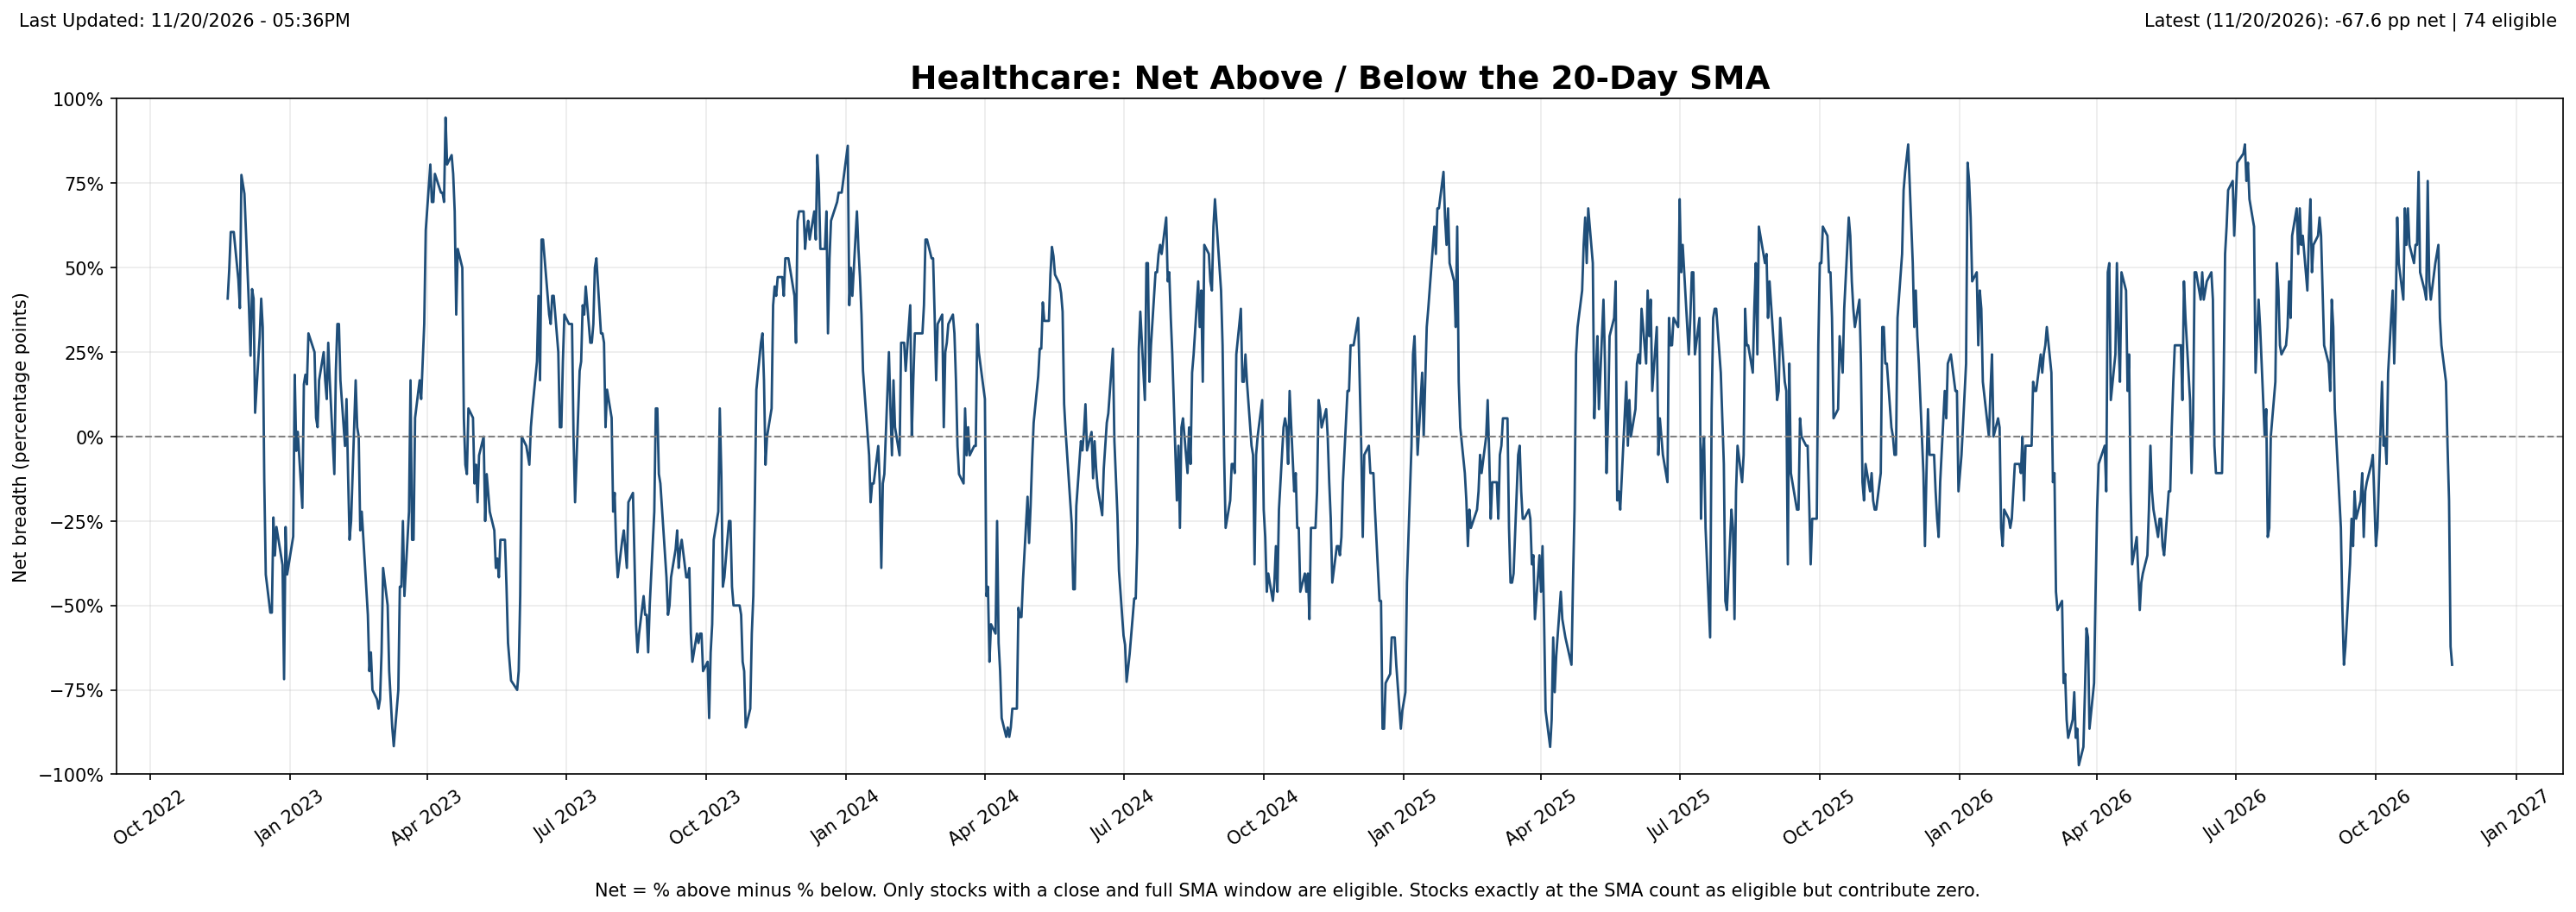 Last Updated: 11/20/2026 - 05:36PM
Latest (11/20/2026): -67.6 pp net | 74 eligible
Healthcare: Net Above / Below the 20-Day SMA
Net breadth (percentage points)
100%
75%
50%
25%
0%
−25%
−50%
−75%
−100%
Oct 2022
Jan 2023
Apr 2023
Jul 2023
Oct 2023
Jan 2024
Apr 2024
Jul 2024
Oct 2024
Jan 2025
Apr 2025
Jul 2025
Oct 2025
Jan 2026
Apr 2026
Jul 2026
Oct 2026
Jan 2027
Net = % above minus % below. Only stocks with a close and full SMA window are eligible. Stocks exactly at the SMA count as eligible but contribute zero.